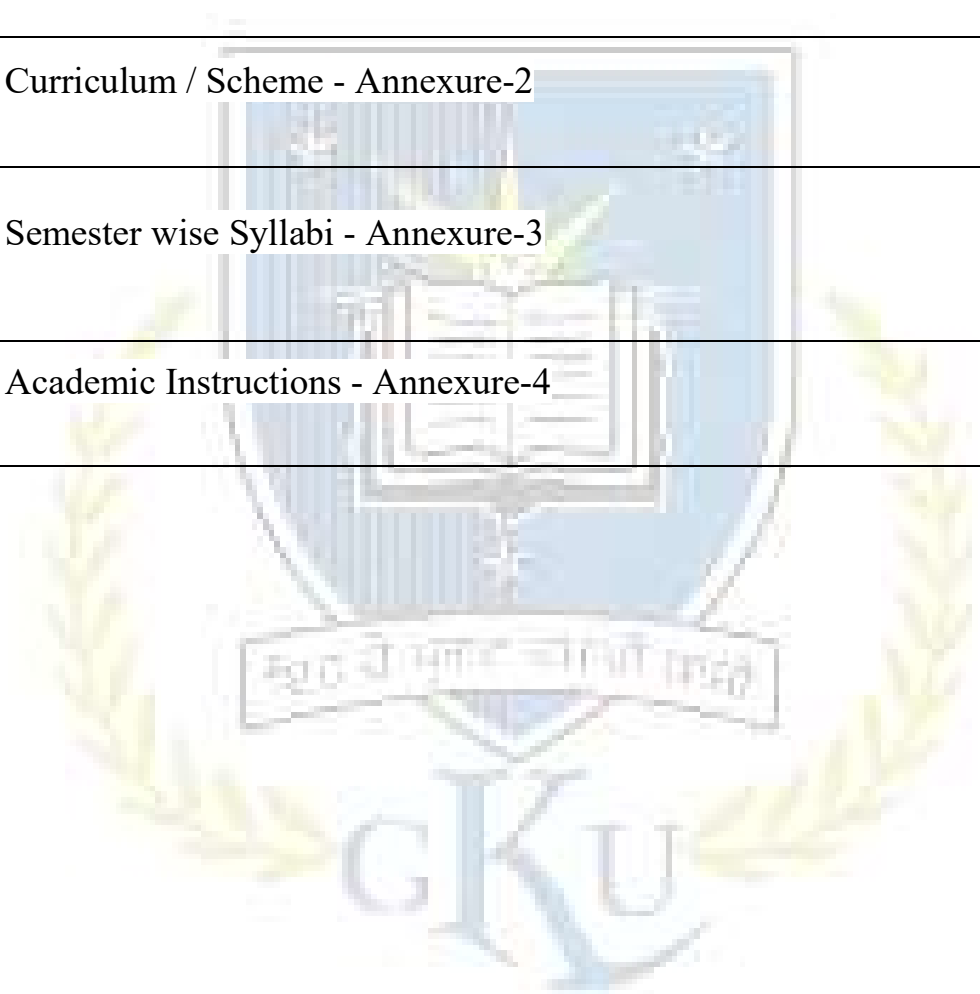 Curriculum / Scheme - Annexure-2
Semester wise Syllabi - Annexure-3
Academic Instructions - Annexure-4
GKU